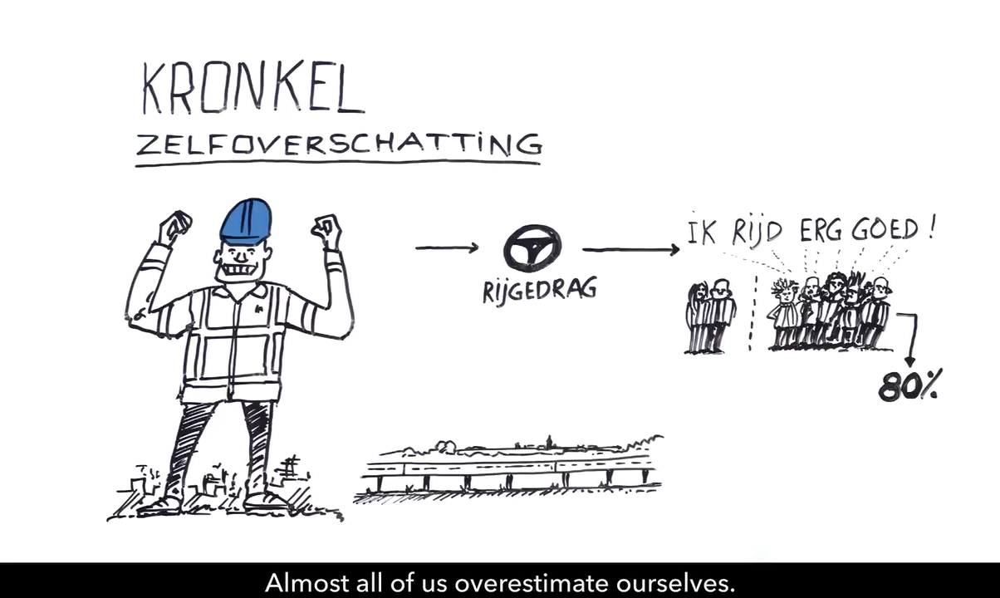 KRONKEL
ZELFOVERSCHATTING
IK RIJD ERG GOED!
RIJGEDRAG
80%
Almost all of us overestimate ourselves.